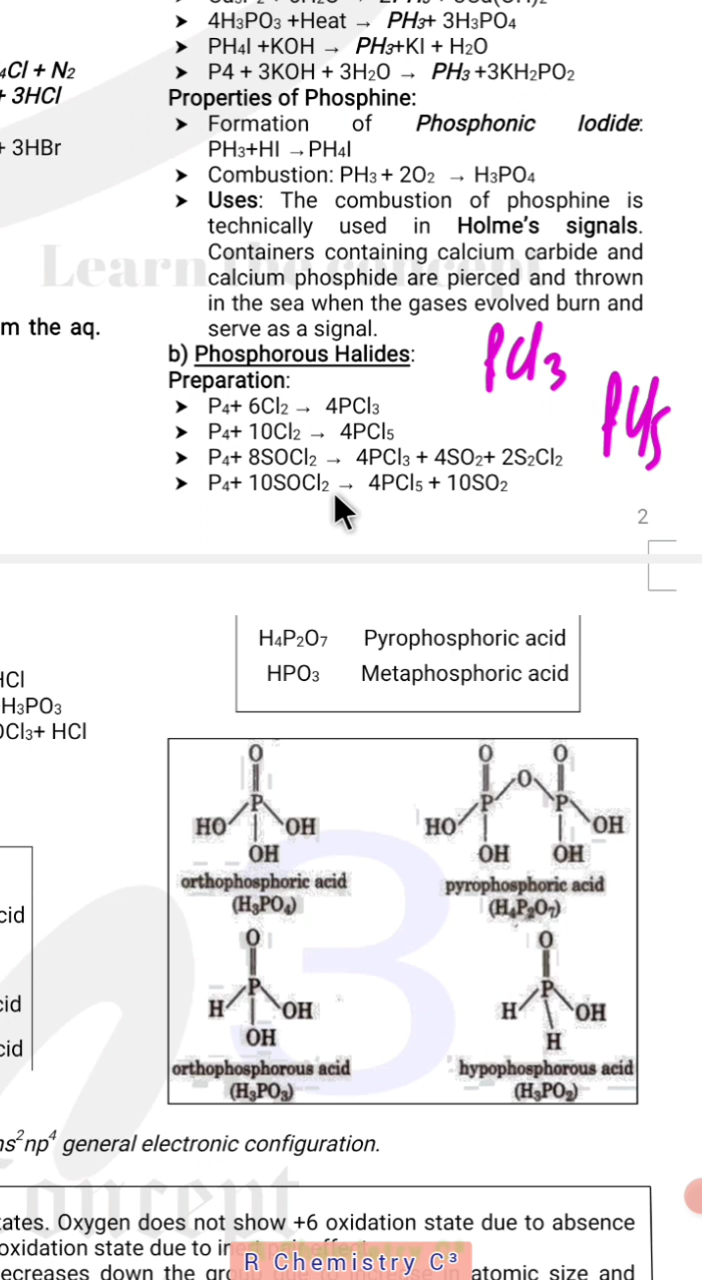 ➤ 4H₃PO₃ +Heat → PH₃+ 3H₃PO₄
➤ PH₄I +KOH → PH₃+KI + H₂O
₄Cl + N₂
➤ P4 + 3KOH + 3H₂O → PH₃ +3KH₂PO₂
+ 3HCl
Properties of Phosphine:
➤ Formation of Phosphonic Iodide:
+ 3HBr
PH₃+HI → PH₄I
➤ Combustion: PH₃ + 2O₂ → H₃PO₄
➤ Uses: The combustion of phosphine is
technically used in Holme's signals.
Containers containing calcium carbide and
Learn the concept
calcium phosphide are pierced and thrown
in the sea when the gases evolved burn and
m the aq.
serve as a signal.
b) Phosphorous Halides:
PCl₃
Preparation:
PCl₅
➤ P₄+ 6Cl₂ → 4PCl₃
➤ P₄+ 10Cl₂ → 4PCl₅
➤ P₄+ 8SOCl₂ → 4PCl₃ + 4SO₂+ 2S₂Cl₂
➤ P₄+ 10SOCl₂ → 4PCl₅ + 10SO₂
2
H₄P₂O₇ Pyrophosphoric acid
HPO₃ Metaphosphoric acid
HCl
H₃PO₃
OCl₃+ HCl
O O O
O
P P P
HO OH HO OH
OH OH OH
orthophosphoric acid pyrophosphoric acid
(H₃PO₄) (H₄P₂O₇)
cid
O O
P P
H OH H OH
cid
OH H
cid
orthophosphorous acid hypophosphorous acid
(H₃PO₃) (H₃PO₂)
3
ns²np⁴ general electronic configuration.
concept
tates. Oxygen does not show +6 oxidation state due to absence
oxidation state due to
R Chemistry C³
ecreases down the atomic size and